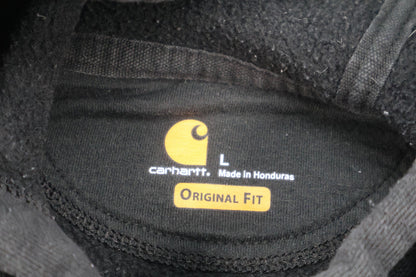 L
carhartt. Made in Honduras
ORIGINAL FIT